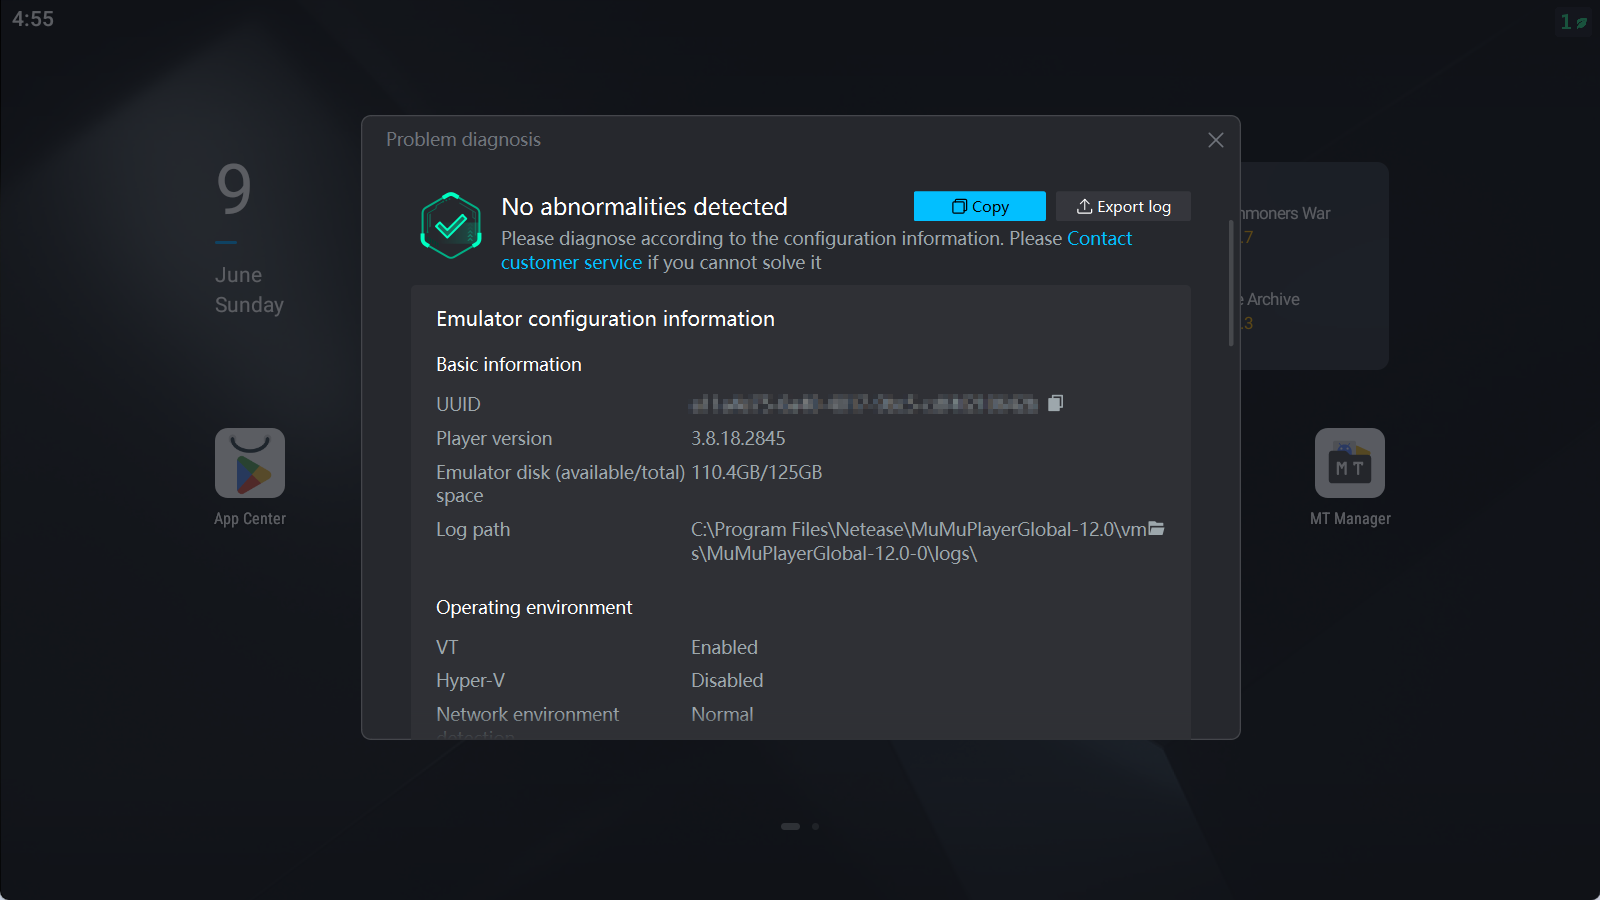 4:55
1
Problem diagnosis
No abnormalities detected
Copy
Export log
Please diagnose according to the configuration information. Please Contact
customer service if you cannot solve it
Emulator configuration information
Basic information
UUID
Player version 3.8.18.2845
Emulator disk (available/total) 110.4GB/125GB
space
Log path C:\Program Files\Netease\MuMuPlayerGlobal-12.0\vm
s\MuMuPlayerGlobal-12.0-0\logs\
Operating environment
VT Enabled
Hyper-V Disabled
Network environment Normal
detection
9
June
Sunday
App Center
mmoners War
.7
e Archive
.3
MT
MT Manager